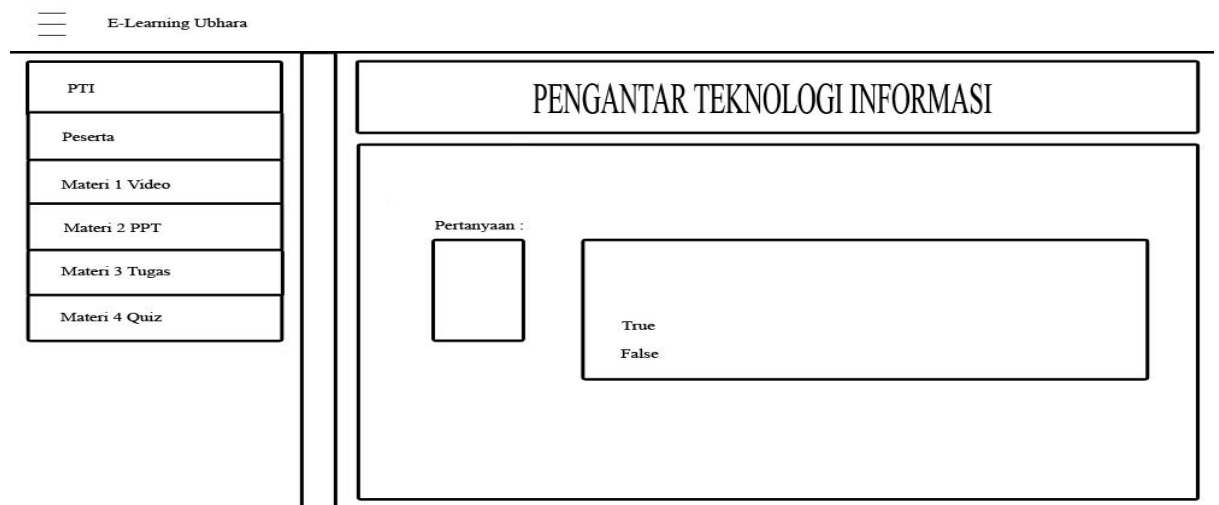 E-Learning Ubhara
PTI
Peserta
Materi 1 Video
Materi 2 PPT
Materi 3 Tugas
Materi 4 Quiz
PENGANTAR TEKNOLOGI INFORMASI
Pertanyaan :
True
False